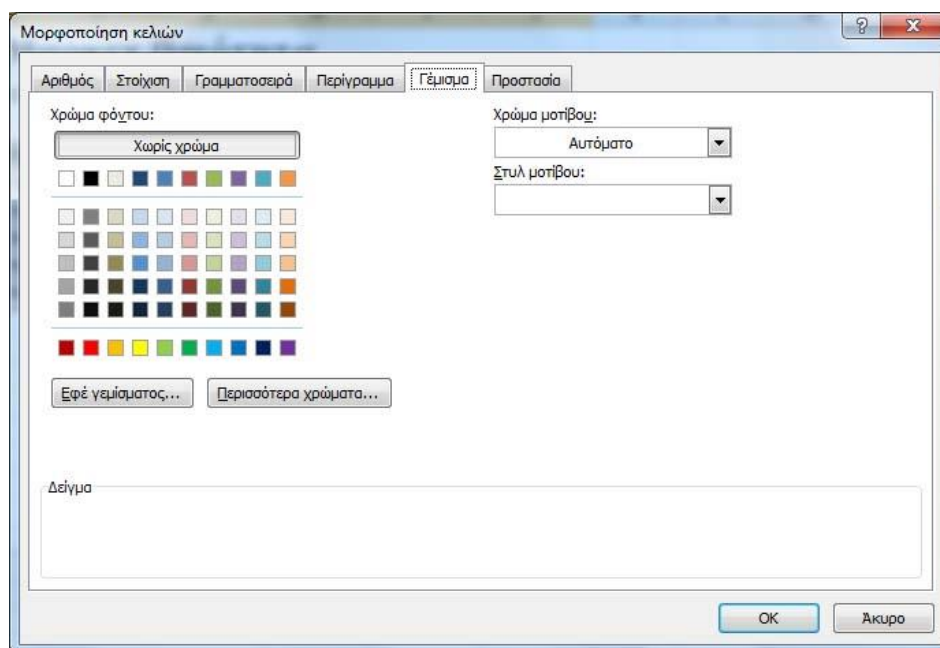 Μορφοποίηση κελιών
Αριθμός Στοίχιση Γραμματοσειρά Περίγραμμα Γέμισμα Προστασία
Χρώμα φόντου:
Χωρίς χρώμα
Χρώμα μοτίβου:
Αυτόματο
Στυλ μοτίβου:
Εφέ γεμίσματος... Περισσότερα χρώματα...
Δείγμα
OK Άκυρο